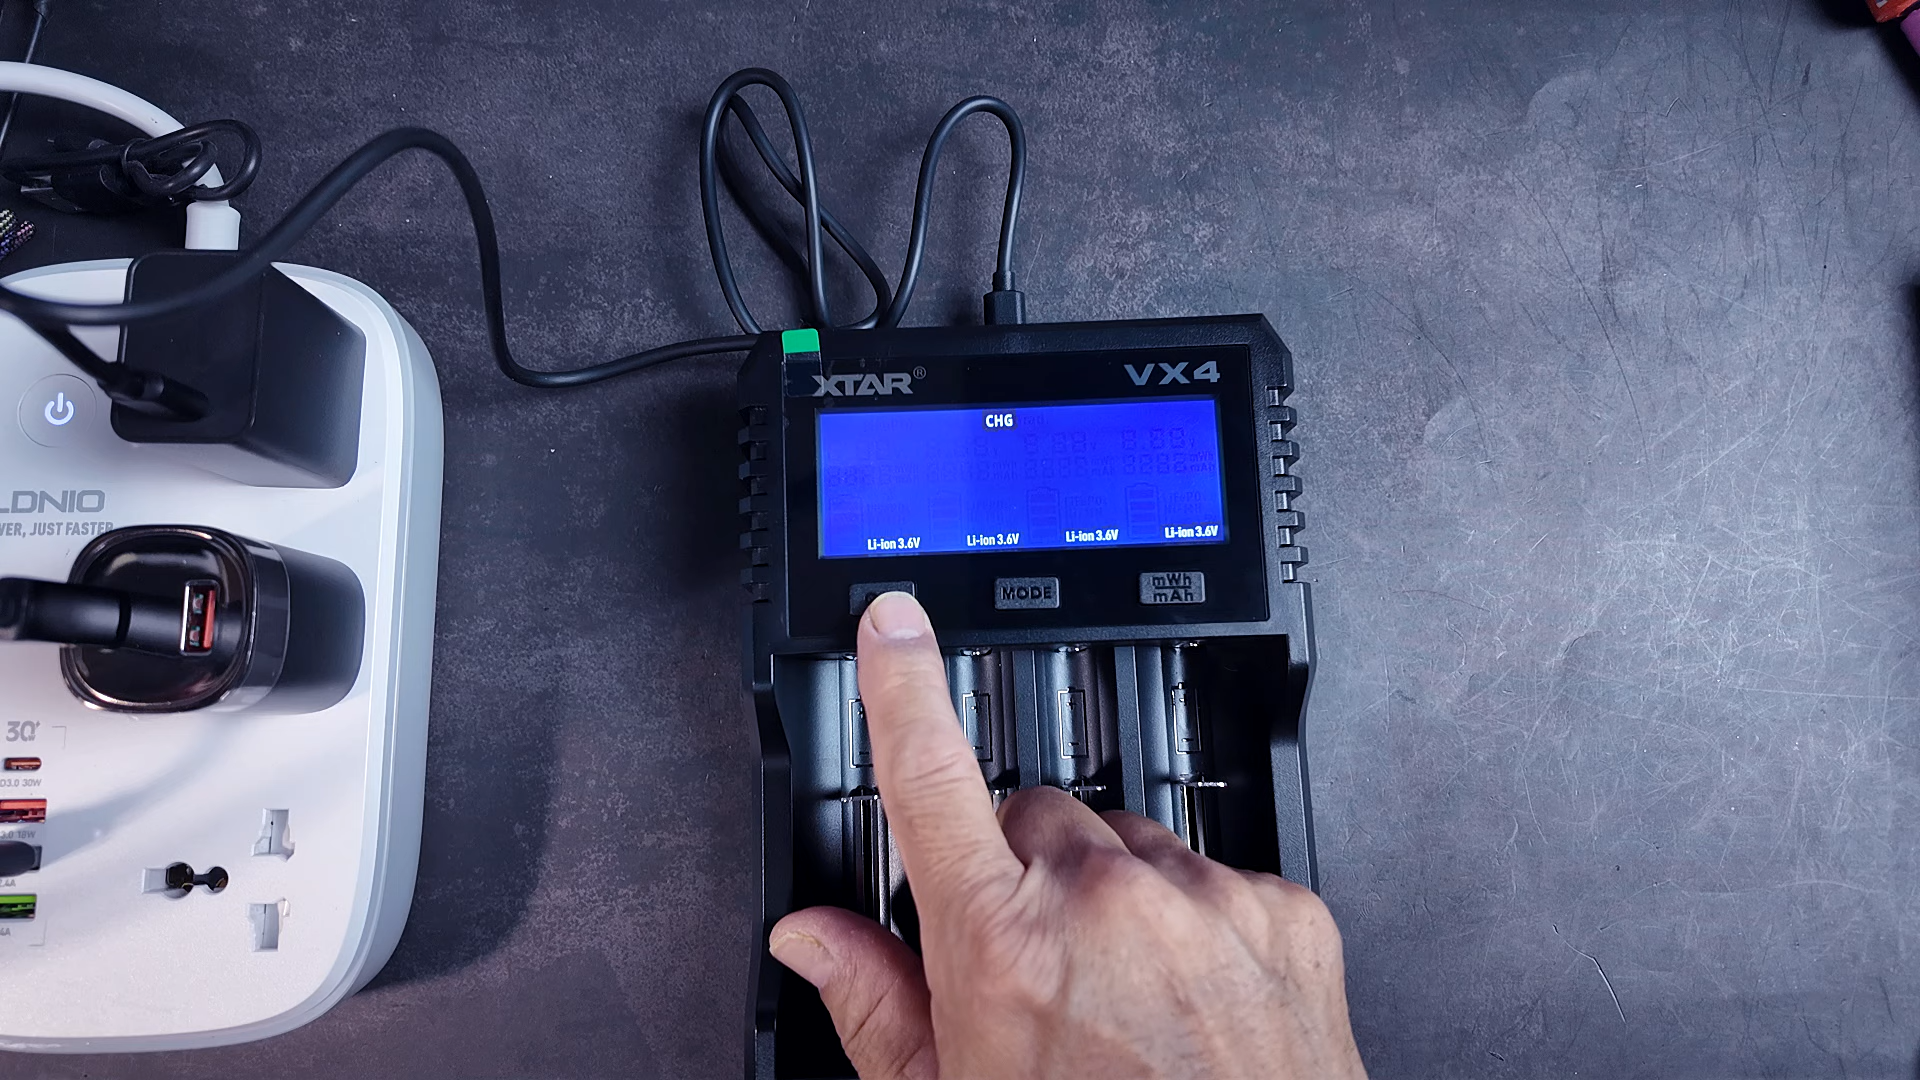 XTAR® VX4
CHG
Li-ion 3.6V Li-ion 3.6V Li-ion 3.6V Li-ion 3.6V
MODE
mWh
mAh
LDNIO
JUST FASTER
30